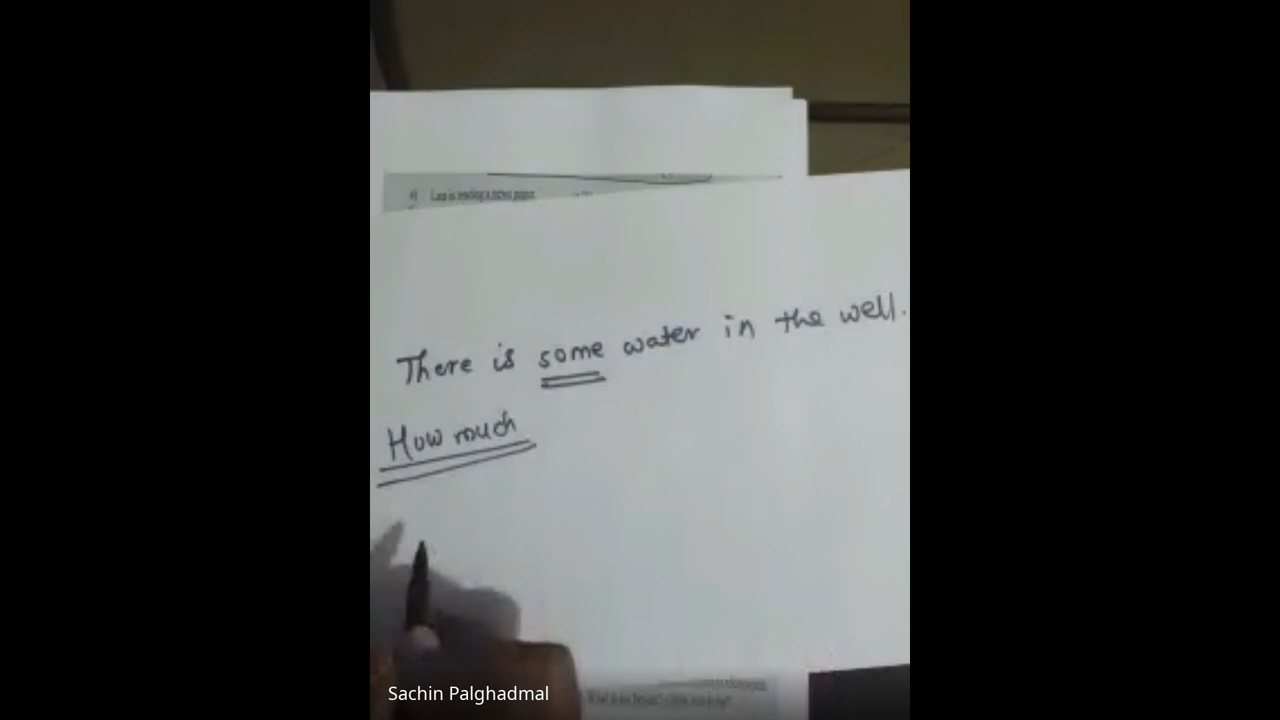 There is some water in the well.
How much
Sachin Palghadmal